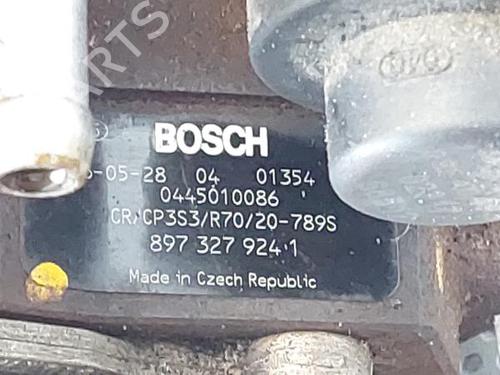 PARTS
BOSCH
-05-28 04 01354
0445010086
CR/CP3S3/R70/20-789S
897 327 924 1
Made in Czech Republic